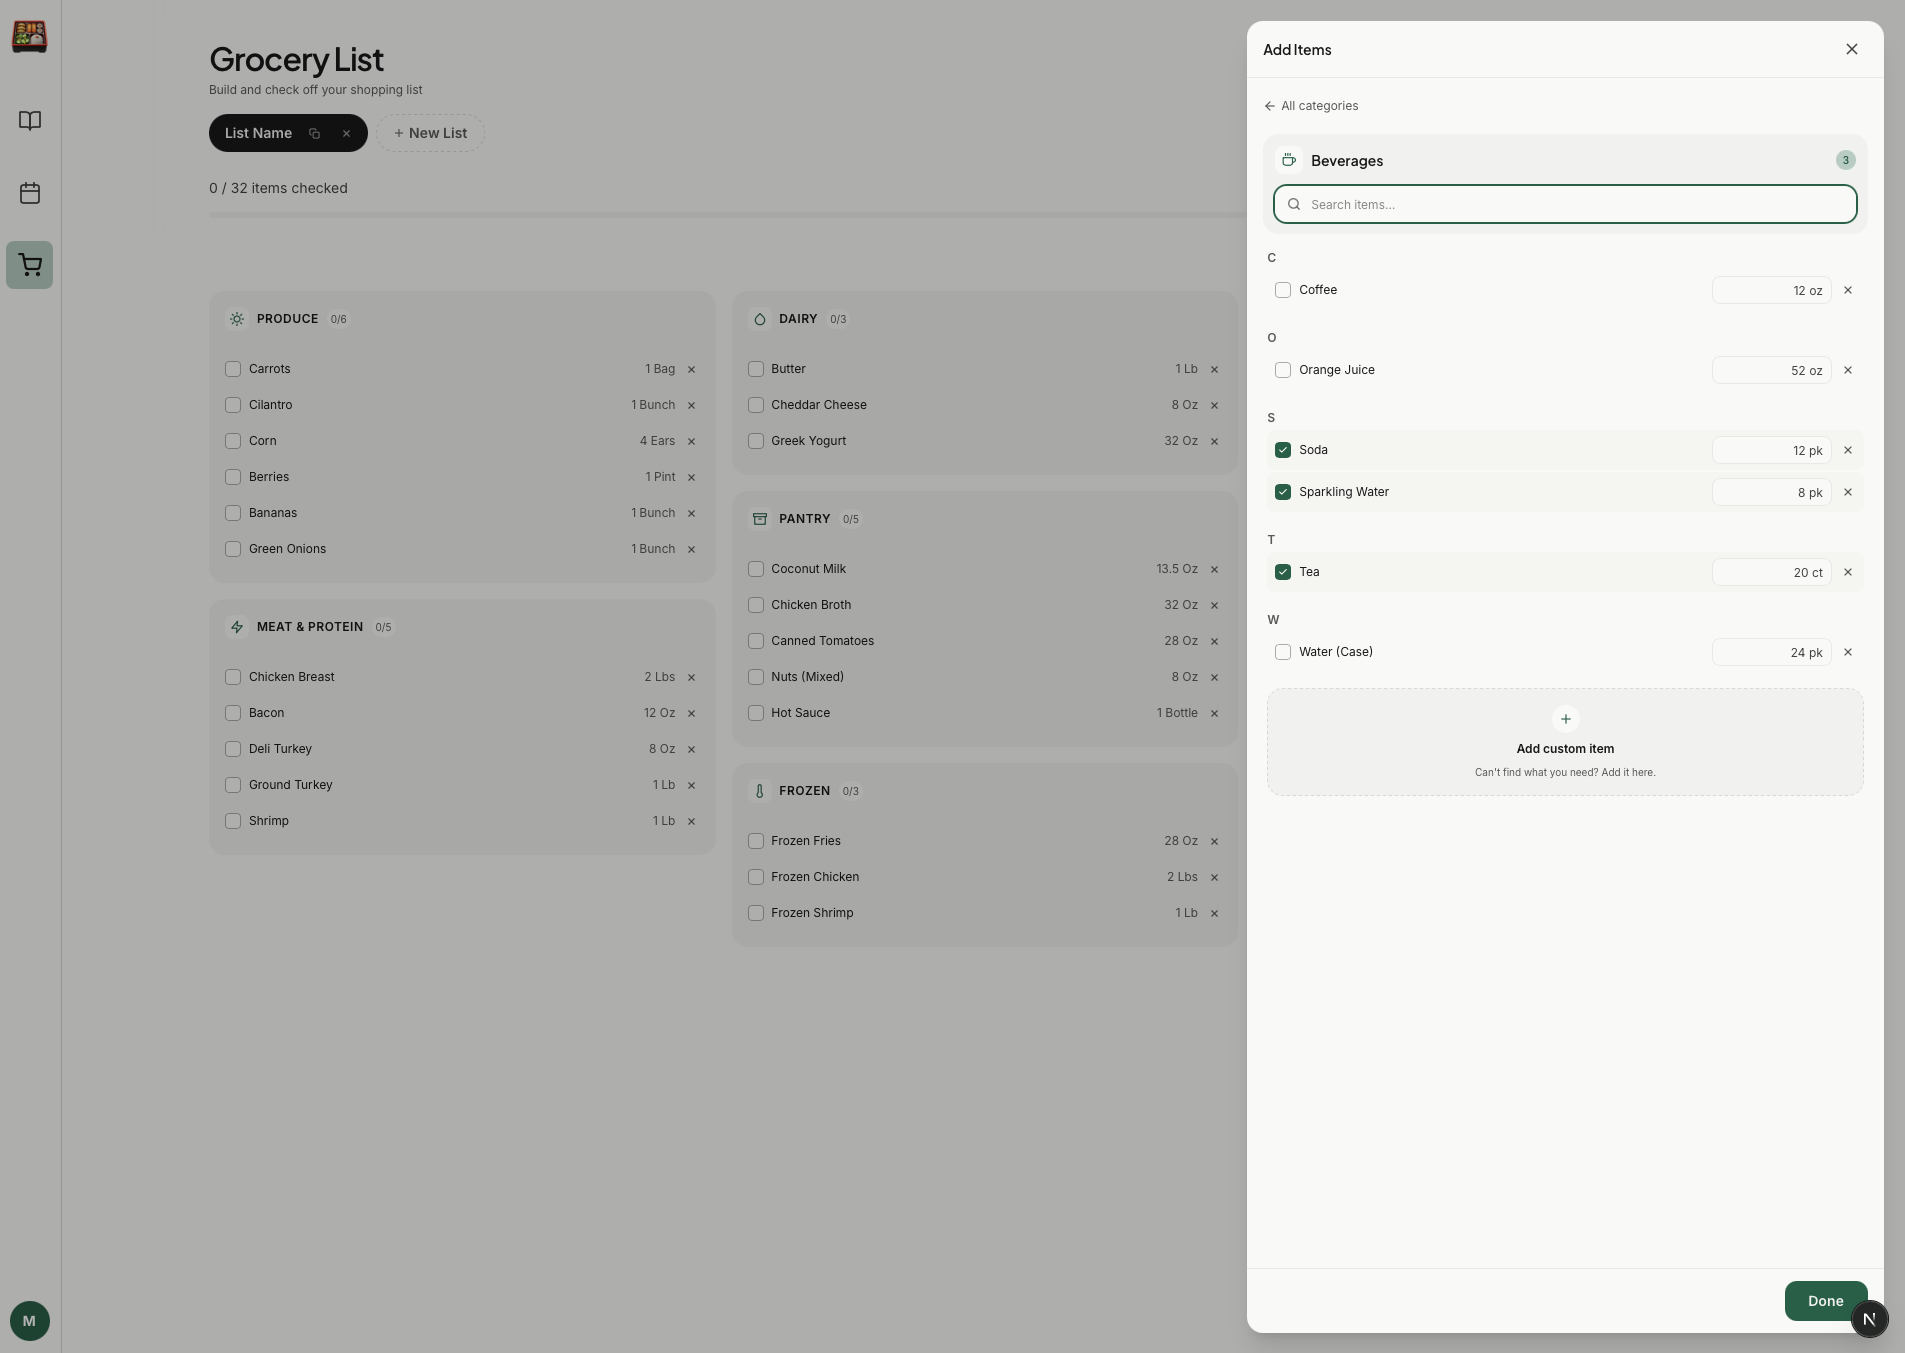 Grocery List
Build and check off your shopping list
List Name
+ New List
0 / 32 items checked
PRODUCE 0/6
Carrots 1 Bag
Cilantro 1 Bunch
Corn 4 Ears
Berries 1 Pint
Bananas 1 Bunch
Green Onions 1 Bunch
MEAT & PROTEIN 0/5
Chicken Breast 2 Lbs
Bacon 12 Oz
Deli Turkey 8 Oz
Ground Turkey 1 Lb
Shrimp 1 Lb
DAIRY 0/3
Butter 1 Lb
Cheddar Cheese 8 Oz
Greek Yogurt 32 Oz
PANTRY 0/5
Coconut Milk 13.5 Oz
Chicken Broth 32 Oz
Canned Tomatoes 28 Oz
Nuts (Mixed) 8 Oz
Hot Sauce 1 Bottle
FROZEN 0/3
Frozen Fries 28 Oz
Frozen Chicken 2 Lbs
Frozen Shrimp 1 Lb
M
Add Items
All categories
Beverages 3
Search items...
C
Coffee 12 oz
O
Orange Juice 52 oz
S
Soda 12 pk
Sparkling Water 8 pk
T
Tea 20 ct
W
Water (Case) 24 pk
Add custom item
Can't find what you need? Add it here.
Done
N